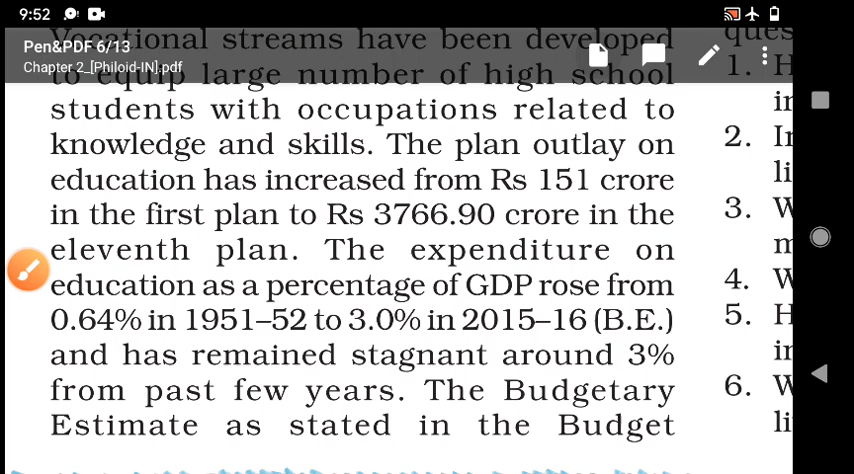 9:52
Pen&PDF 6/13
Chapter 2_[Philoid-IN].pdf
Vocational streams have been developed
to equip large number of high school
students with occupations related to
knowledge and skills. The plan outlay on
education has increased from Rs 151 crore
in the first plan to Rs 3766.90 crore in the
eleventh plan. The expenditure on
education as a percentage of GDP rose from
0.64% in 1951–52 to 3.0% in 2015–16 (B.E.)
and has remained stagnant around 3%
from past few years. The Budgetary
Estimate as stated in the Budget
ques
1. H
2.
li
3. W
m
4. W
5. H
6. W
li